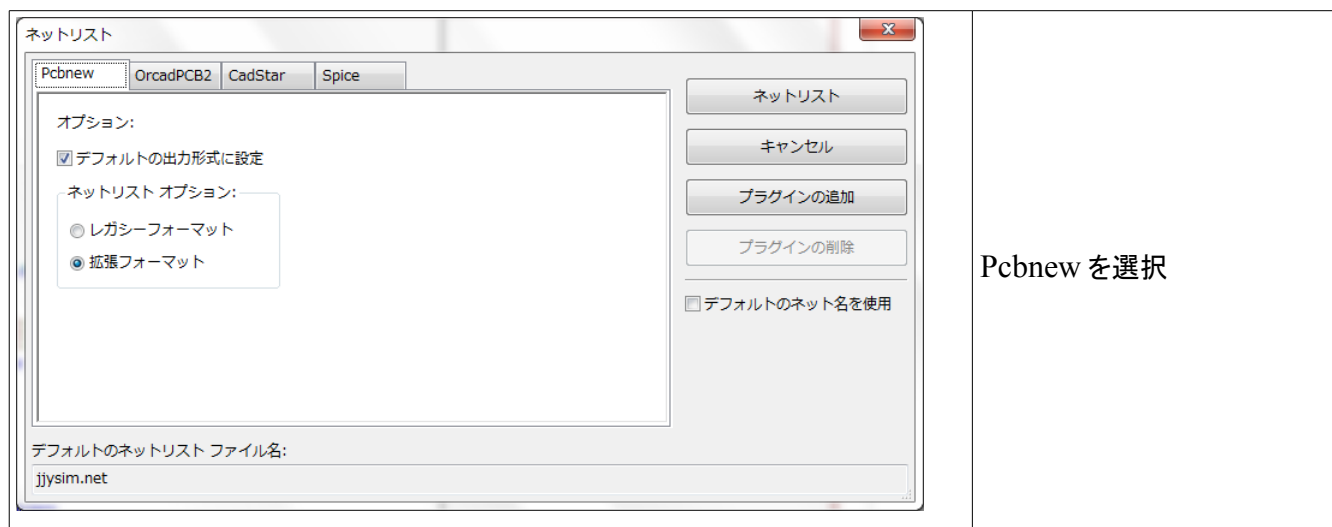 ネットリスト
Pcbnew
OrcadPCB2
CadStar
Spice
オプション:
デフォルトの出力形式に設定
ネットリスト オプション:
レガシーフォーマット
拡張フォーマット
ネットリスト
キャンセル
プラグインの追加
プラグインの削除
デフォルトのネット名を使用
デフォルトのネットリスト ファイル名:
jjysim.net
Pcbnew を選択